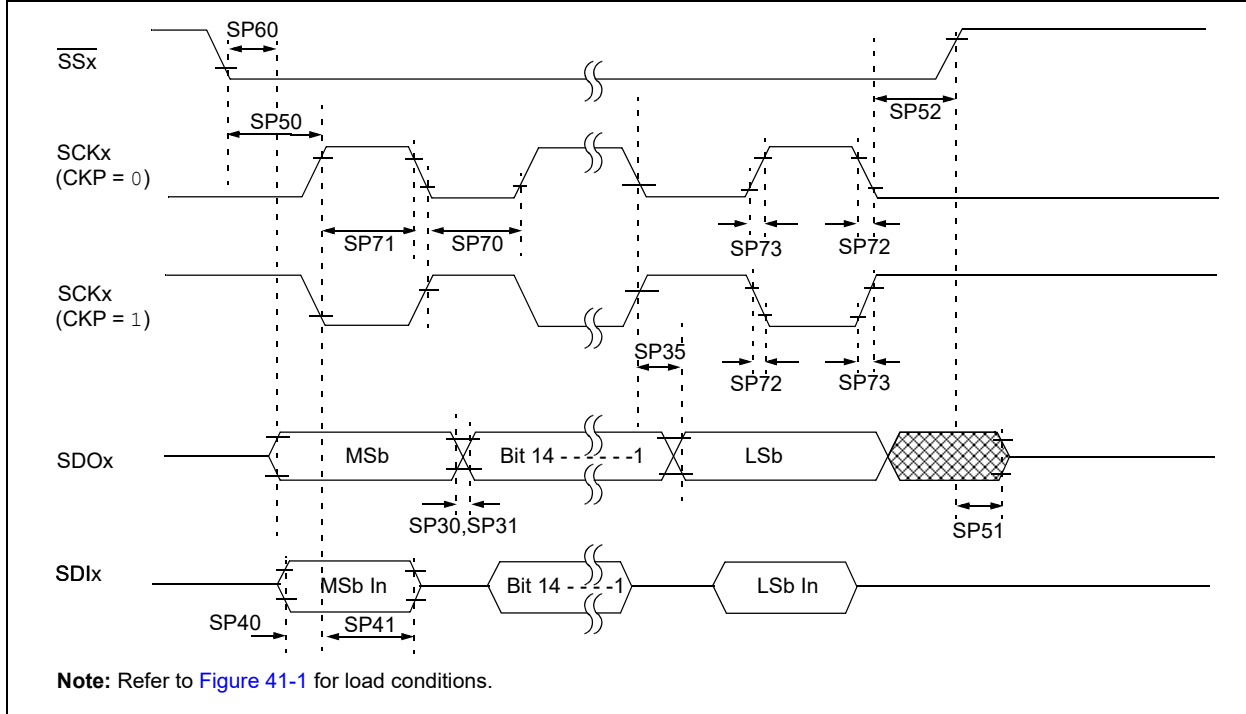 SP60
SSx
SP52
SP50
SCKx
(CKP = 0)
SP71
SP70
SP73
SP72
SCKx
(CKP = 1)
SP35
SP72
SP73
SDOx
MSb
Bit 14 - - - - - -1
LSb
SP30,SP31
SP51
SDIx
MSb In
Bit 14 - - - - -1
LSb In
SP40
SP41
Note: Refer to Figure 41-1 for load conditions.